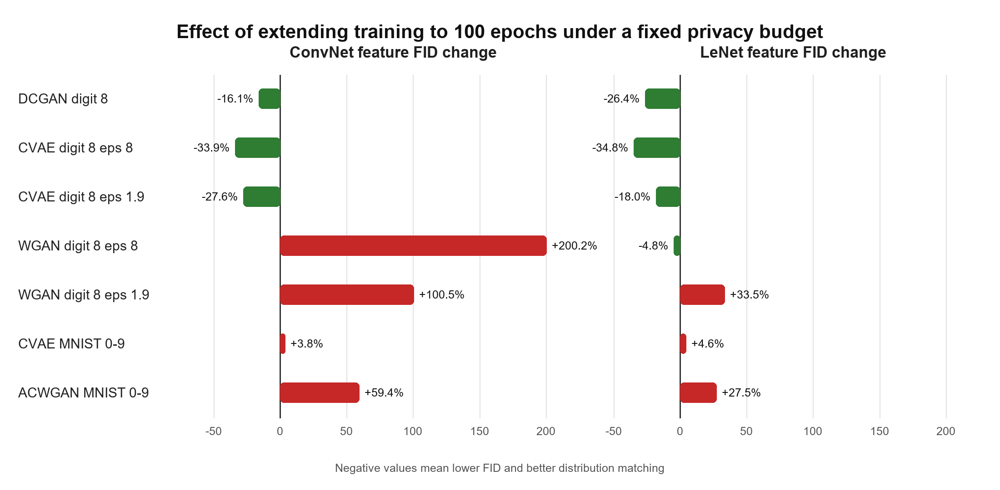 Effect of extending training to 100 epochs under a fixed privacy budget
ConvNet feature FID change
LeNet feature FID change
DCGAN digit 8
-16.1%
-26.4%
CVAE digit 8 eps 8
-33.9%
-34.8%
CVAE digit 8 eps 1.9
-27.6%
-18.0%
WGAN digit 8 eps 8
+200.2%
-4.8%
WGAN digit 8 eps 1.9
+100.5%
+33.5%
CVAE MNIST 0-9
+3.8%
+4.6%
ACWGAN MNIST 0-9
+59.4%
+27.5%
-50 0 50 100 150 200
-50 0 50 100 150 200
Negative values mean lower FID and better distribution matching